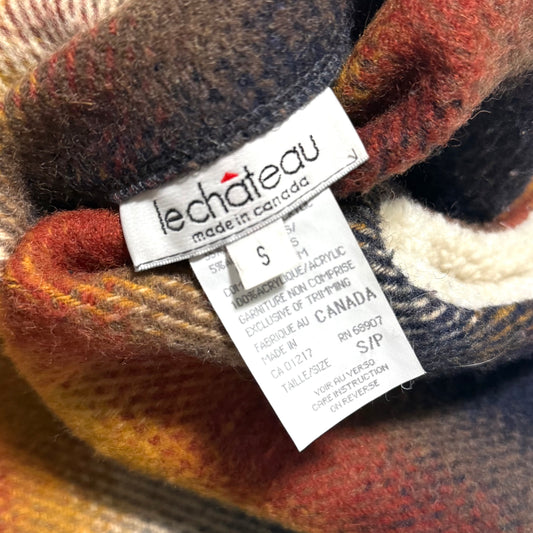 lechâteau
made in canada
S
100% ACRYLIQUE/ACRYLIC
GARNITURE NON COMPRISE
EXCLUSIVE OF TRIMMING
FABRIQUE AU CANADA
MADE IN
CA 01217 RN 68907
TAILLE/SIZE S/P
VOIR AU VERSO
CARE INSTRUCTION
ON REVERSE